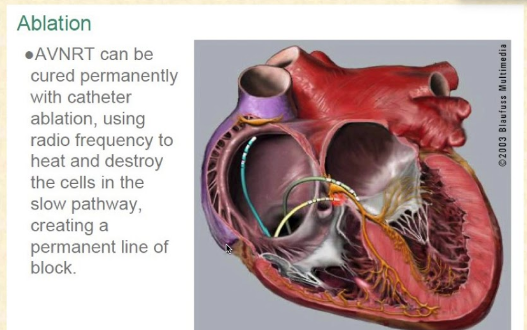 Ablation
●AVNRT can be
cured permanently
with catheter
ablation, using
radio frequency to
heat and destroy
the cells in the
slow pathway,
creating a
permanent line of
block.
©2003 Blaufuss Multimedia